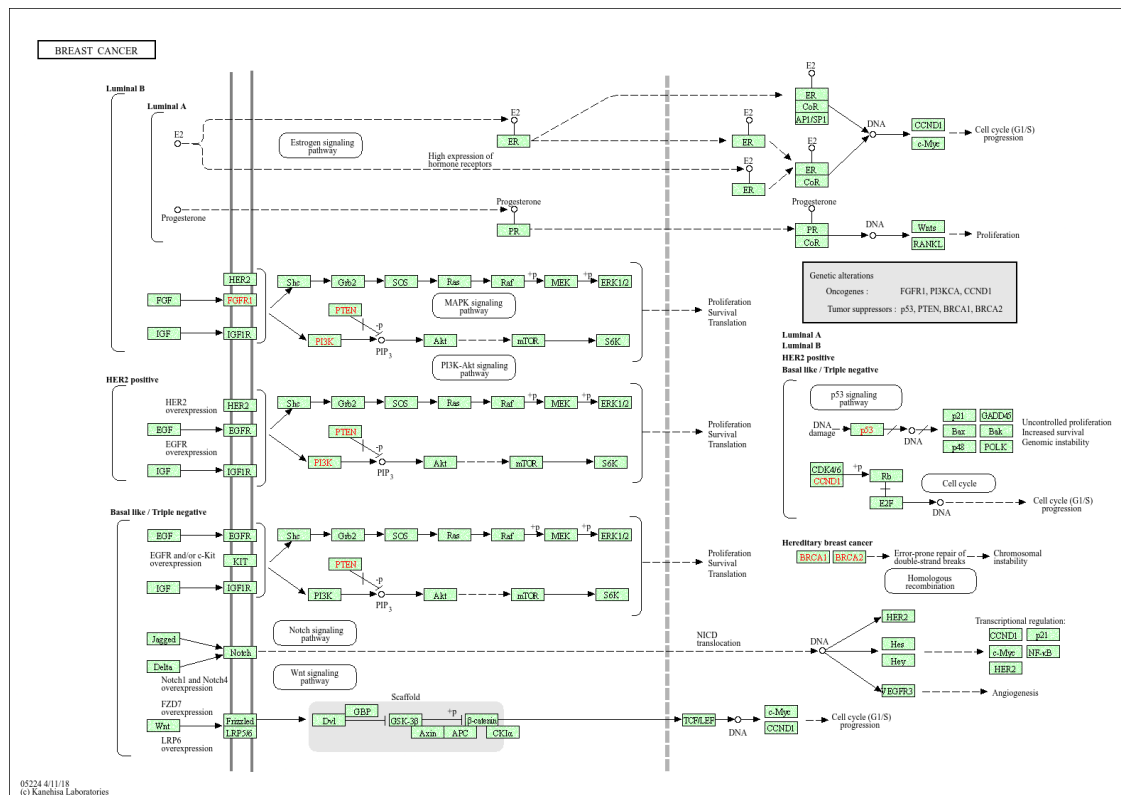 BREAST CANCER
Luminal B
Luminal A
E2
Estrogen signaling
pathway
High expression of
hormone receptors
E2
ER
E2
ER
E2
ER
E2
ER
CoR
AP1/SP1
E2
ER
CoR
DNA
CCND1
c-Myc
Cell cycle (G1/S)
progression
Progesterone
Progesterone
PR
Progesterone
PR
CoR
DNA
Wnts
RANKL
Proliferation
HER2
FGF
FGFR1
IGF
IGF1R
Shc
Grb2
SOS
Ras
Raf
+p
MEK
+p
ERK1/2
MAPK signaling
pathway
PTEN
-p
PI3K
PIP3
Akt
mTOR
S6K
PI3K-Akt signaling
pathway
Proliferation
Survival
Translation
Genetic alterations
Oncogenes : FGFR1, PI3KCA, CCND1
Tumor suppressors : p53, PTEN, BRCA1, BRCA2
HER2 positive
HER2
overexpression
HER2
EGF
EGFR
EGFR
overexpression
IGF
IGF1R
Shc
Grb2
SOS
Ras
Raf
+p
MEK
+p
ERK1/2
PTEN
-p
PI3K
PIP3
Akt
mTOR
S6K
Proliferation
Survival
Translation
Luminal A
Luminal B
HER2 positive
Basal like / Triple negative
p53 signaling
pathway
DNA
damage
p53
DNA
p21
GADD45
Bax
Bak
p48
POLK
Uncontrolled proliferation
Increased survival
Genomic instability
CDK4/6
CCND1
+p
Rb
E2F
Cell cycle
DNA
Cell cycle (G1/S)
progression
Basal like / Triple negative
EGF
EGFR
EGFR and/or c-Kit
overexpression
KIT
IGF
IGF1R
Shc
Grb2
SOS
Ras
Raf
+p
MEK
+p
ERK1/2
PTEN
-p
PI3K
PIP3
Akt
mTOR
S6K
Proliferation
Survival
Translation
Hereditary breast cancer
BRCA1
BRCA2
Error-prone repair of
double-strand breaks
Chromosomal
instability
Homologous
recombination
Jagged
Delta
Notch
Notch1 and Notch4
overexpression
Notch signaling
pathway
NICD
translocation
DNA
HER2
Hes
Hey
VEGFR3
Transcriptional regulation:
CCND1
p21
c-Myc
NF-κB
HER2
Angiogenesis
Wnt signaling
pathway
FZD7
overexpression
Wnt
LRP6
overexpression
Frizzled
LRP5/6
Scaffold
Dvl
GBP
GSK-3β
+p
β-catenin
Axin
APC
CKIα
TCF/LEF
DNA
c-Myc
CCND1
Cell cycle (G1/S)
progression
05224 4/11/18
(c) Kanehisa Laboratories